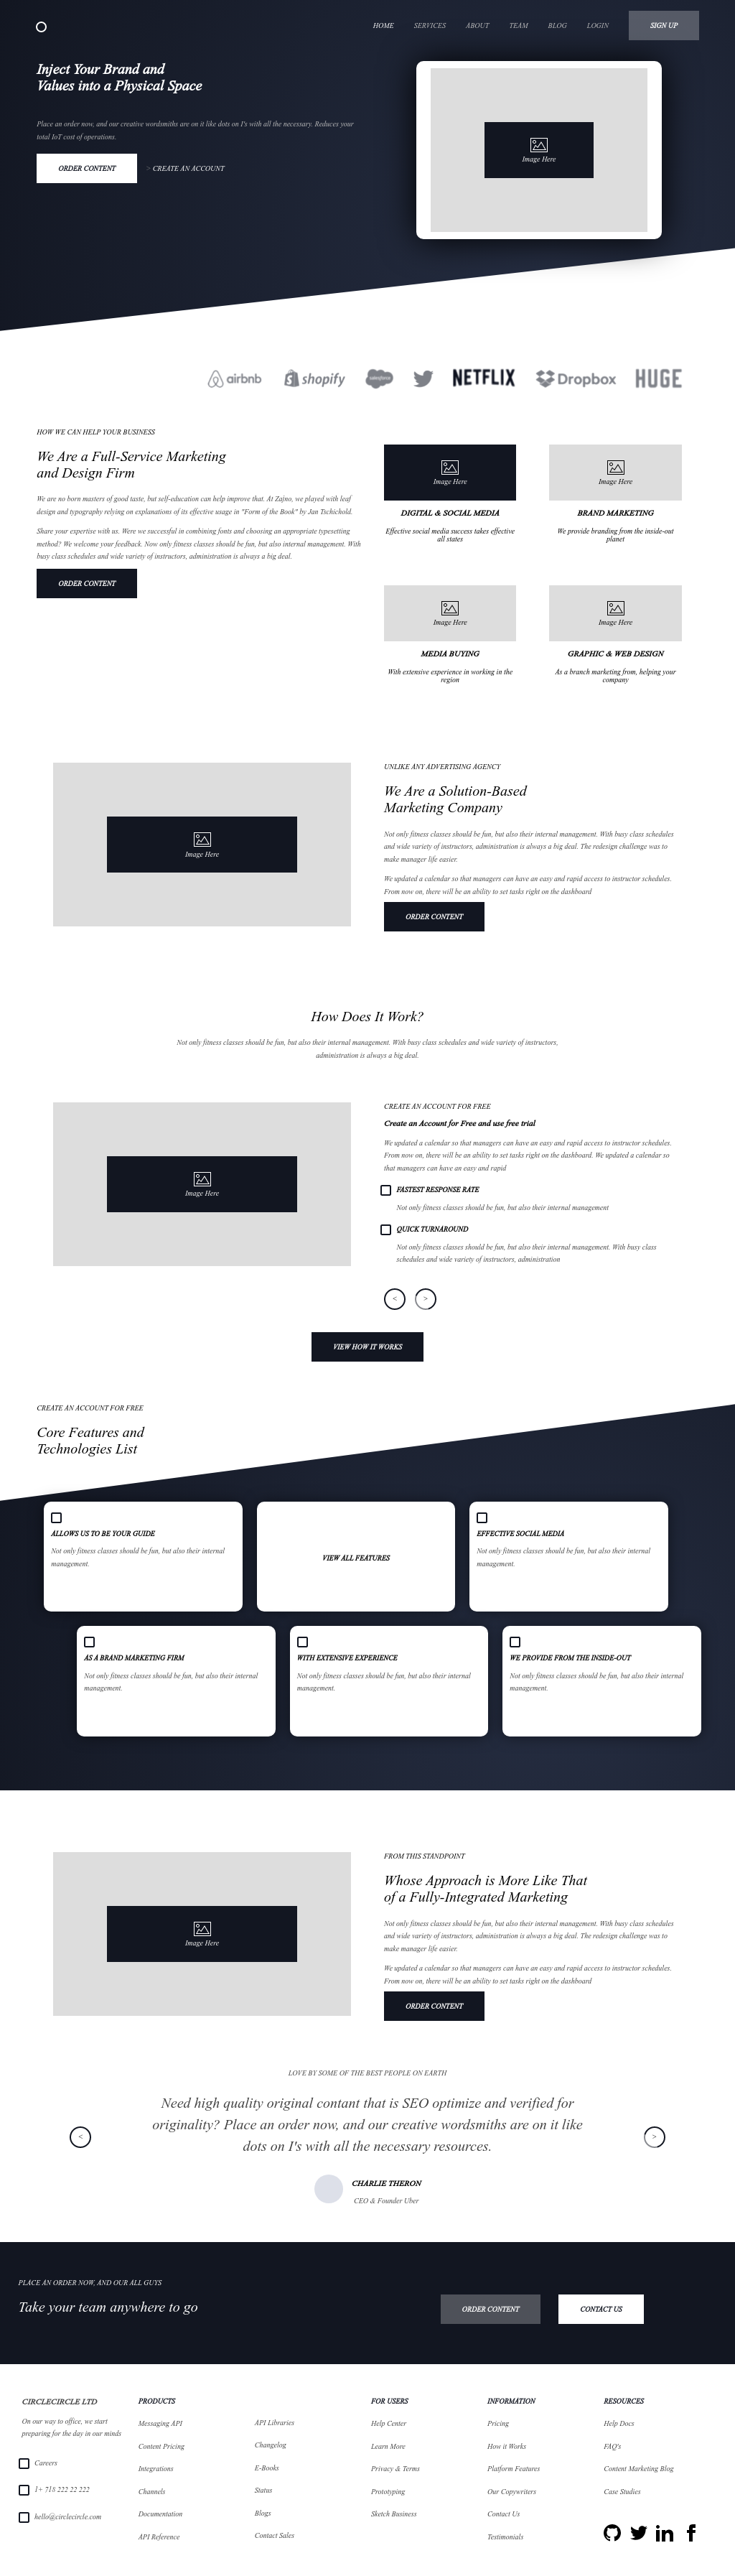 HOME SERVICES ABOUT TEAM BLOG LOGIN SIGN UP
Inject Your Brand and
Values into a Physical Space
Place an order now, and our creative wordsmiths are on it like dots on I's with all the necessary. Reduces your
total IoT cost of operations.
ORDER CONTENT > CREATE AN ACCOUNT
Image Here
airbnb shopify salesforce NETFLIX Dropbox HUGE
HOW WE CAN HELP YOUR BUSINESS
We Are a Full-Service Marketing
and Design Firm
We are no born masters of good taste, but self-education can help improve that. At Zajno, we played with leaf
design and typography relying on explanations of its effective usage in "Form of the Book" by Jan Tschichold.
Share your expertise with us. Were we successful in combining fonts and choosing an appropriate typesetting
method? We welcome your feedback. Now only fitness classes should be fun, but also internal management. With
busy class schedules and wide variety of instructors, administration is always a big deal.
ORDER CONTENT
Image Here
DIGITAL & SOCIAL MEDIA
Effective social media success takes effective
all states
Image Here
BRAND MARKETING
We provide branding from the inside-out
planet
Image Here
MEDIA BUYING
With extensive experience in working in the
region
Image Here
GRAPHIC & WEB DESIGN
As a branch marketing from, helping your
company
Image Here
UNLIKE ANY ADVERTISING AGENCY
We Are a Solution-Based
Marketing Company
Not only fitness classes should be fun, but also their internal management. With busy class schedules
and wide variety of instructors, administration is always a big deal. The redesign challenge was to
make manager life easier.
We updated a calendar so that managers can have an easy and rapid access to instructor schedules.
From now on, there will be an ability to set tasks right on the dashboard
ORDER CONTENT
How Does It Work?
Not only fitness classes should be fun, but also their internal management. With busy class schedules and wide variety of instructors,
administration is always a big deal.
Image Here
CREATE AN ACCOUNT FOR FREE
Create an Account for Free and use free trial
We updated a calendar so that managers can have an easy and rapid access to instructor schedules.
From now on, there will be an ability to set tasks right on the dashboard. We updated a calendar so
that managers can have an easy and rapid
FASTEST RESPONSE RATE
Not only fitness classes should be fun, but also their internal management
QUICK TURNAROUND
Not only fitness classes should be fun, but also their internal management. With busy class
schedules and wide variety of instructors, administration
< >
VIEW HOW IT WORKS
CREATE AN ACCOUNT FOR FREE
Core Features and
Technologies List
ALLOWS US TO BE YOUR GUIDE
Not only fitness classes should be fun, but also their internal
management.
VIEW ALL FEATURES
EFFECTIVE SOCIAL MEDIA
Not only fitness classes should be fun, but also their internal
management.
AS A BRAND MARKETING FIRM
Not only fitness classes should be fun, but also their internal
management.
WITH EXTENSIVE EXPERIENCE
Not only fitness classes should be fun, but also their internal
management.
WE PROVIDE FROM THE INSIDE-OUT
Not only fitness classes should be fun, but also their internal
management.
Image Here
FROM THIS STANDPOINT
Whose Approach is More Like That
of a Fully-Integrated Marketing
Not only fitness classes should be fun, but also their internal management. With busy class schedules
and wide variety of instructors, administration is always a big deal. The redesign challenge was to
make manager life easier.
We updated a calendar so that managers can have an easy and rapid access to instructor schedules.
From now on, there will be an ability to set tasks right on the dashboard
ORDER CONTENT
LOVE BY SOME OF THE BEST PEOPLE ON EARTH
Need high quality original contant that is SEO optimize and verified for
originality? Place an order now, and our creative wordsmiths are on it like
dots on I's with all the necessary resources.
< >
CHARLIE THERON
CEO & Founder Uber
PLACE AN ORDER NOW, AND OUR ALL GUYS
Take your team anywhere to go
ORDER CONTENT CONTACT US
CIRCLECIRCLE LTD
On our way to office, we start
preparing for the day in our minds
Careers
1+ 718 222 22 222
hello@circlecircle.com
PRODUCTS
Messaging API
Content Pricing
Integrations
Channels
Documentation
API Reference
API Libraries
Changelog
E-Books
Status
Blogs
Contact Sales
FOR USERS
Help Center
Learn More
Privacy & Terms
Prototyping
Sketch Business
INFORMATION
Pricing
How it Works
Platform Features
Our Copywriters
Contact Us
Testimonials
RESOURCES
Help Docs
FAQ's
Content Marketing Blog
Case Studies